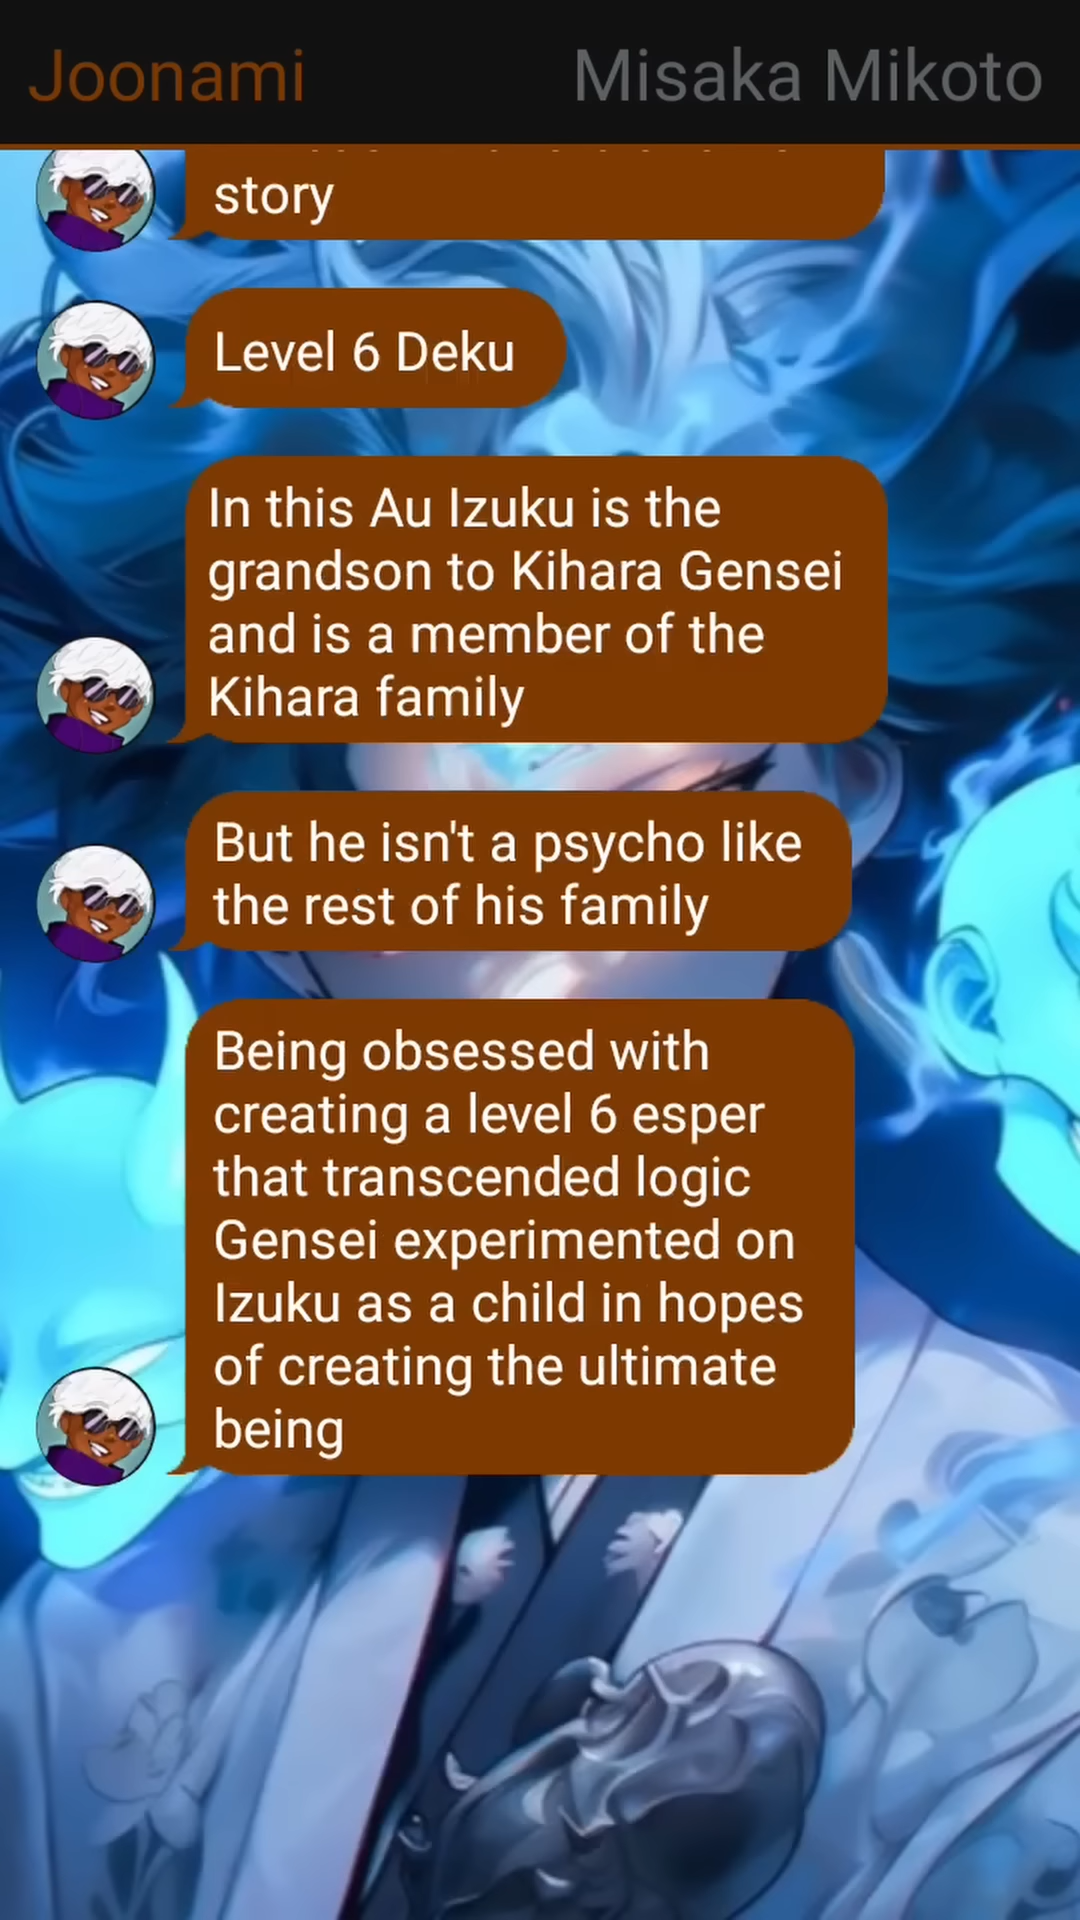 Joonami
Misaka Mikoto
story
Level 6 Deku
In this Au Izuku is the
grandson to Kihara Gensei
and is a member of the
Kihara family
But he isn't a psycho like
the rest of his family
Being obsessed with
creating a level 6 esper
that transcended logic
Gensei experimented on
Izuku as a child in hopes
of creating the ultimate
being